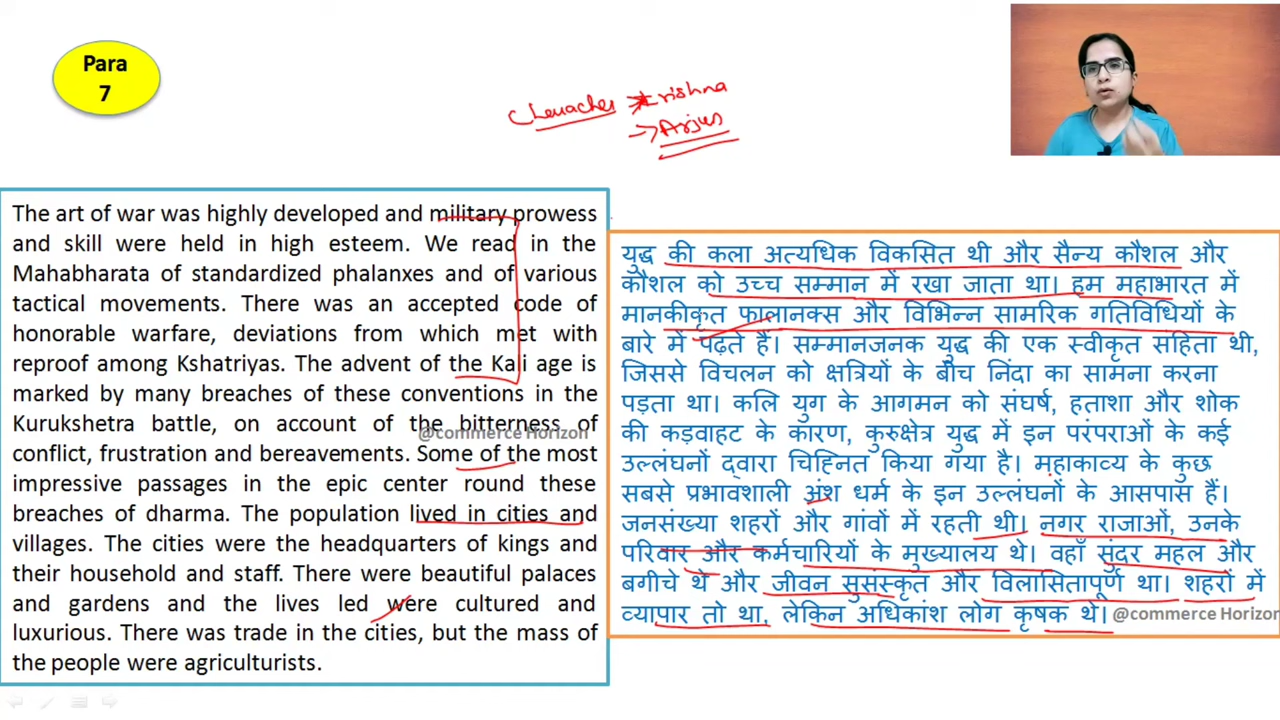 Para
7
rishna
→ Arjun
The art of war was highly developed and military prowess
and skill were held in high esteem. We read in the
Mahabharata of standardized phalanxes and of various
tactical movements. There was an accepted code of
honorable warfare, deviations from which met with
reproof among Kshatriyas. The advent of the Kali age is
marked by many breaches of these conventions in the
Kurukshetra battle, on account of the bitterness of
@commerce Horizon
conflict, frustration and bereavements. Some of the most
impressive passages in the epic center round these
breaches of dharma. The population lived in cities and
villages. The cities were the headquarters of kings and
their household and staff. There were beautiful palaces
and gardens and the lives led were cultured and
luxurious. There was trade in the cities, but the mass of
the people were agriculturists.
युद्ध की कला अत्यधिक विकसित थी और सैन्य कौशल और
कौशल को उच्च सम्मान में रखा जाता था। हम महाभारत में
मानकीकृत फालानक्स और विभिन्न सामरिक गतिविधियों के
बारे में पढ़ते हैं। सम्मानजनक युद्ध की एक स्वीकृत संहिता थी,
जिससे विचलन को क्षत्रियों के बीच निंदा का सामना करना
पड़ता था। कलि युग के आगमन को संघर्ष, हताशा और शोक
की कड़वाहट के कारण, कुरुक्षेत्र युद्ध में इन परंपराओं के कई
उल्लंघनों द्वारा चिह्नित किया गया है। महाकाव्य के कुछ
सबसे प्रभावशाली अंश धर्म के इन उल्लंघनों के आसपास हैं।
जनसंख्या शहरों और गांवों में रहती थी। नगर राजाओं, उनके
परिवार और कर्मचारियों के मुख्यालय थे। वहाँ सुंदर महल और
बगीचे थे और जीवन सुसंस्कृत और विलासितापूर्ण था। शहरों में
व्यापार तो था, लेकिन अधिकांश लोग कृषक थे।
@commerce Horizon